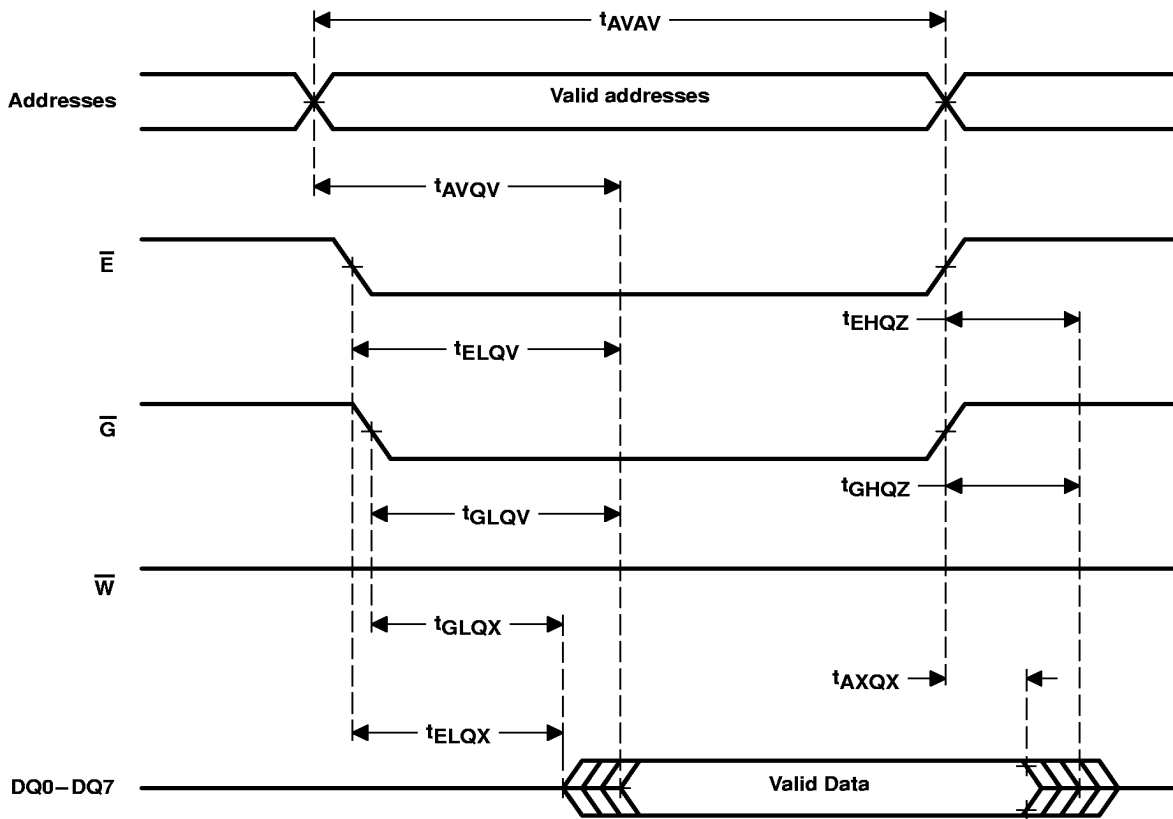 tAVAV
Addresses
Valid addresses
tAVQV
E̅
tEHQZ
tELQV
G̅
tGHQZ
tGLQV
W̅
tGLQX
tAXQX
tELQX
DQ0–DQ7
Valid Data